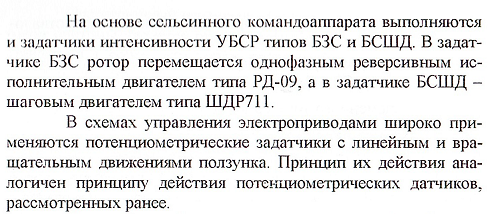 На основе сельсинного командоаппарата выполняются
и задатчики интенсивности УБСР типов БЗС и БСШД. В задат-
чике БЗС ротор перемещается однофазным реверсивным ис-
полнительным двигателем типа РД-09, а в задатчике БСШД –
шаговым двигателем типа ШДР711.
В схемах управления электроприводами широко при-
меняются потенциометрические задатчики с линейным и вра-
щательным движениями ползунка. Принцип их действия ана-
логичен принципу действия потенциометрических датчиков,
рассмотренных ранее.